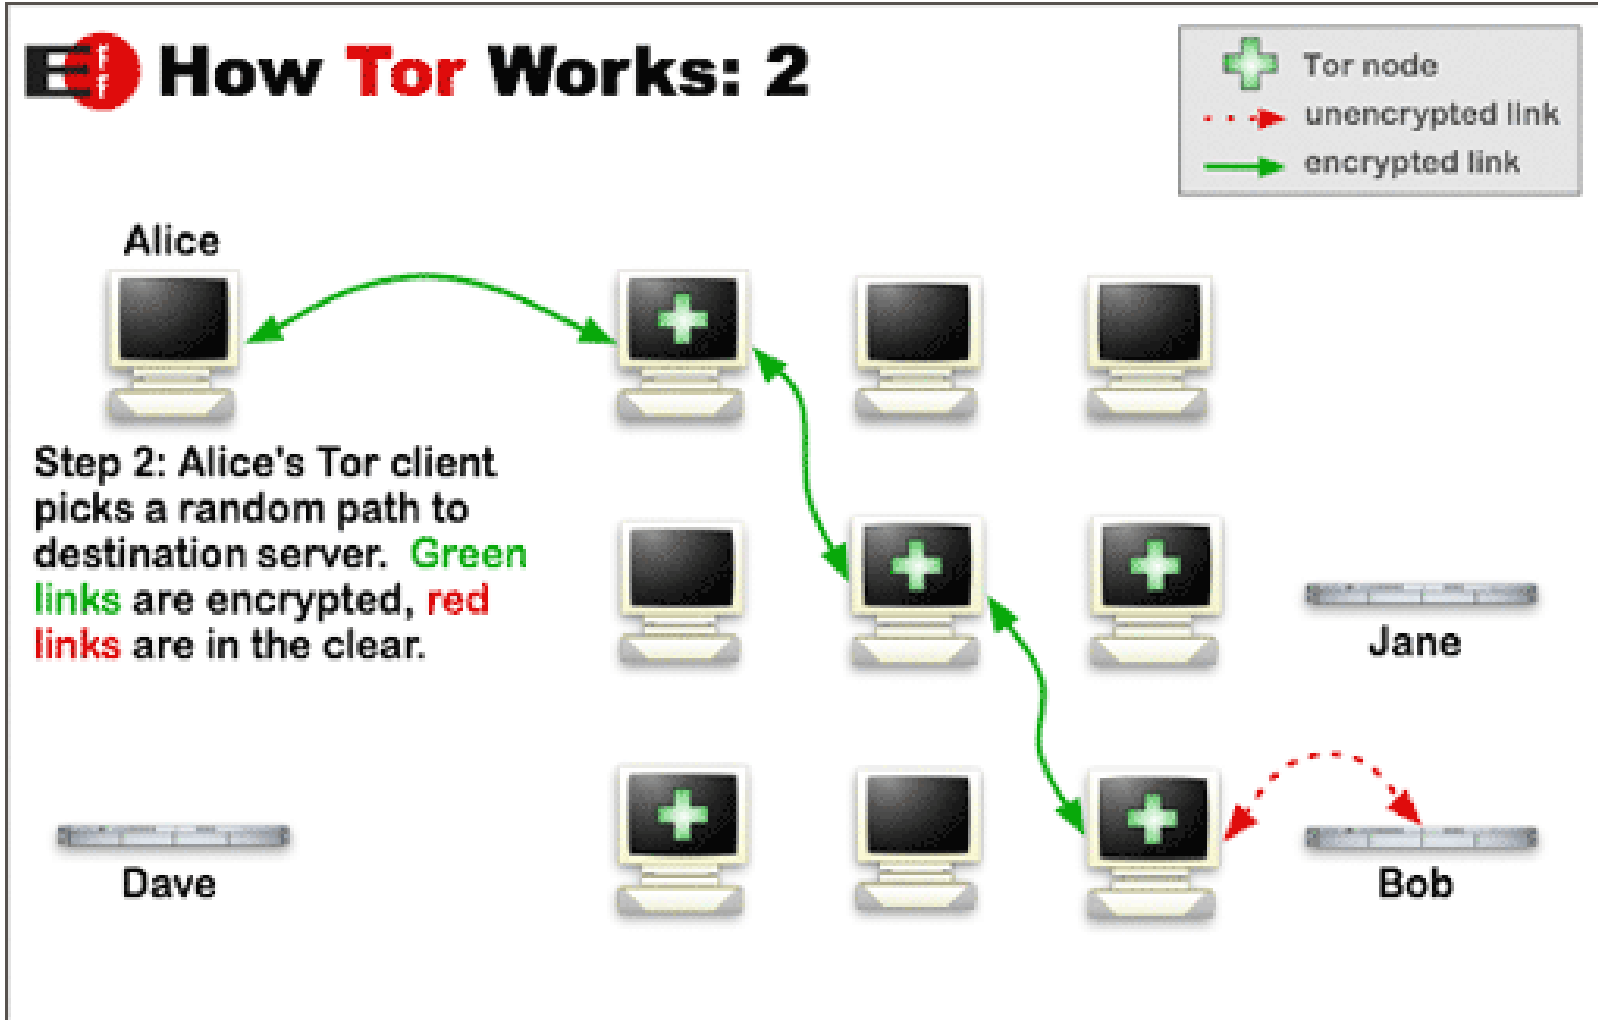 EFF How Tor Works: 2
Tor node
unencrypted link
encrypted link
Alice
Step 2: Alice's Tor client
picks a random path to
destination server. Green
links are encrypted, red
links are in the clear.
Jane
Dave
Bob